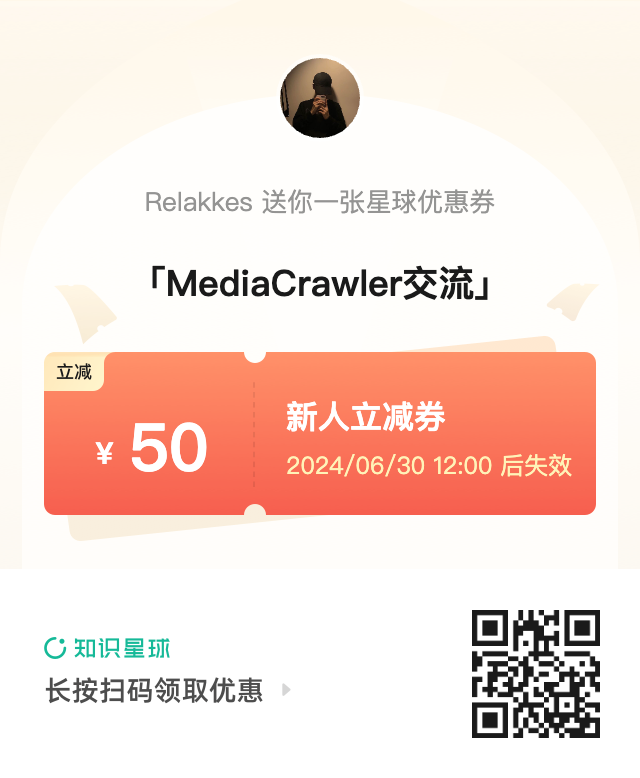 Relakkes 送你一张星球优惠券
「MediaCrawler交流」
立减
¥ 50
新人立减券
2024/06/30 12:00 后失效
知识星球
长按扫码领取优惠